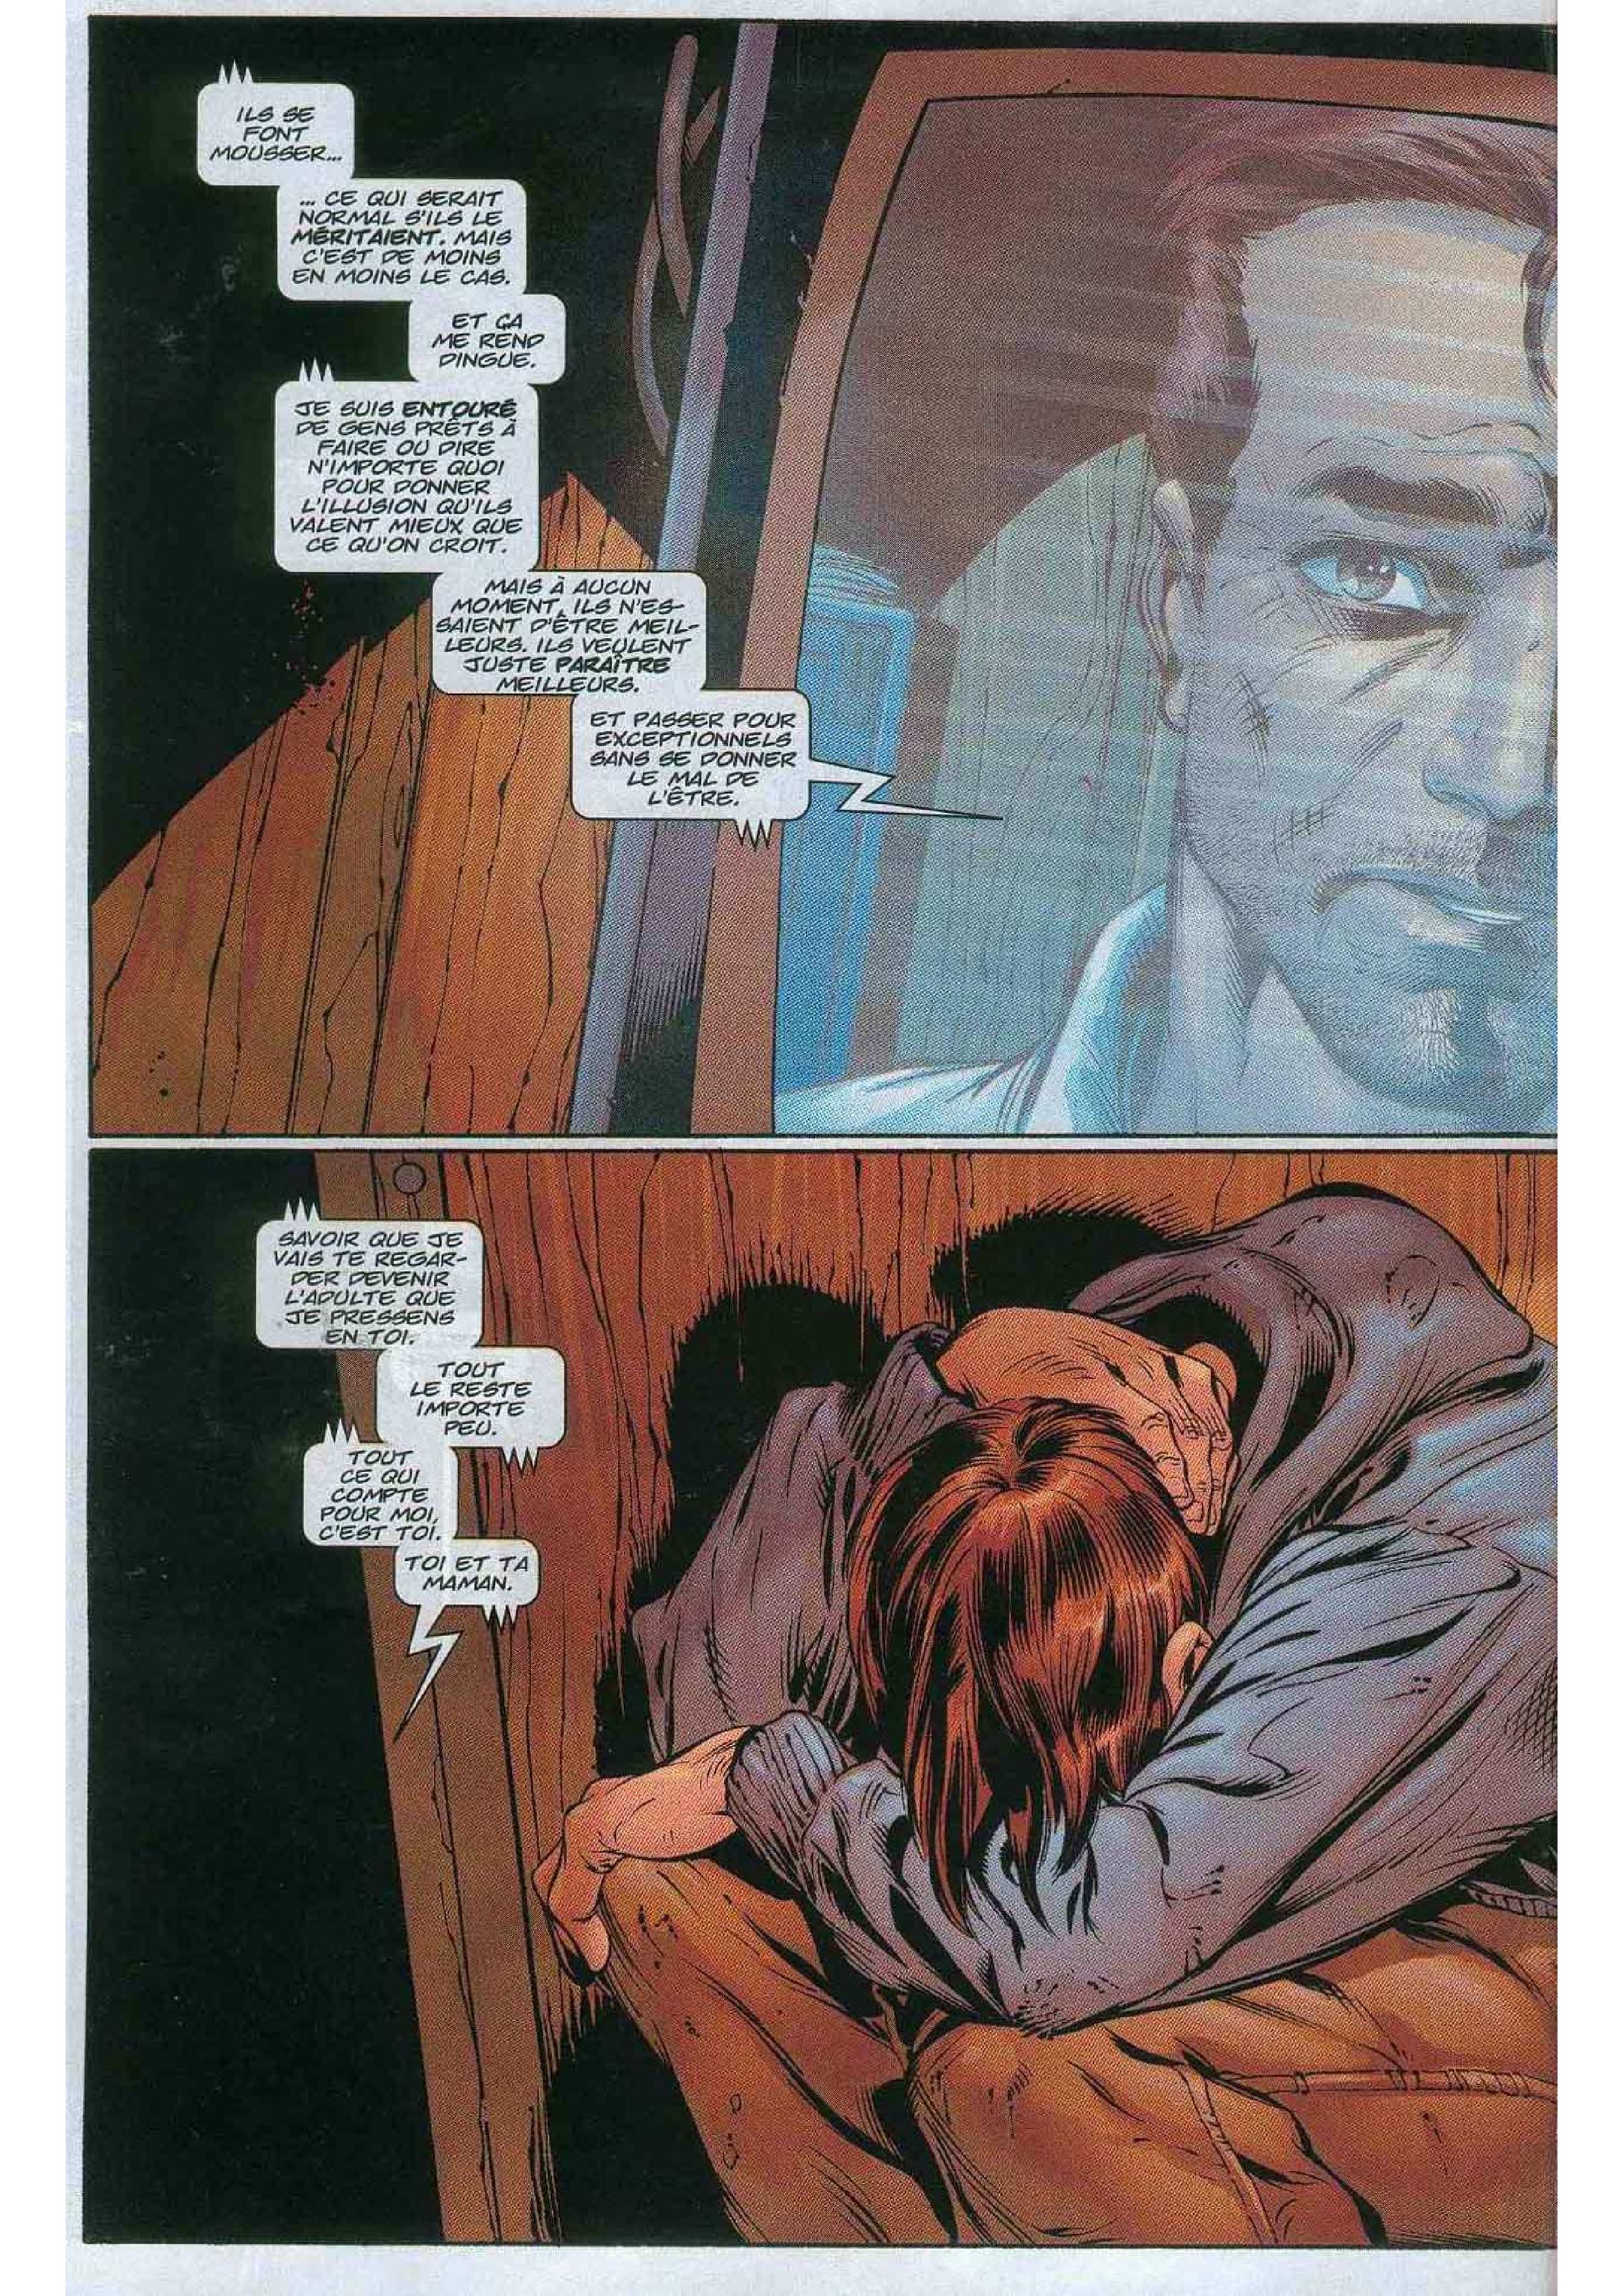 ILS SE
FONT
MOUSSER...
... CE QUI SERAIT
NORMAL S'ILS LE
MÉRITAIENT. MAIS
C'EST DE MOINS
EN MOINS LE CAS.
ET ÇA
ME REND
DINGUE.
JE SUIS ENTOURÉ
DE GENS PRÊTS À
FAIRE OU DIRE
N'IMPORTE QUOI
POUR DONNER
L'ILLUSION QU'ILS
VALENT MIEUX QUE
CE QU'ON CROIT.
MAIS À AUCUN
MOMENT, ILS N'ES-
SAIENT D'ÊTRE MEIL-
LEURS. ILS VEULENT
JUSTE PARAÎTRE
MEILLEURS.
ET PASSER POUR
EXCEPTIONNELS
SANS SE DONNER
LE MAL DE
L'ÊTRE.
SAVOIR QUE JE
VAIS TE REGAR-
DER DEVENIR
L'ADULTE QUE
JE PRESSENS
EN TOI.
TOUT
LE RESTE
IMPORTE
PEU.
TOUT
CE QUI
COMPTE
POUR MOI,
C'EST TOI.
TOI ET TA
MAMAN.